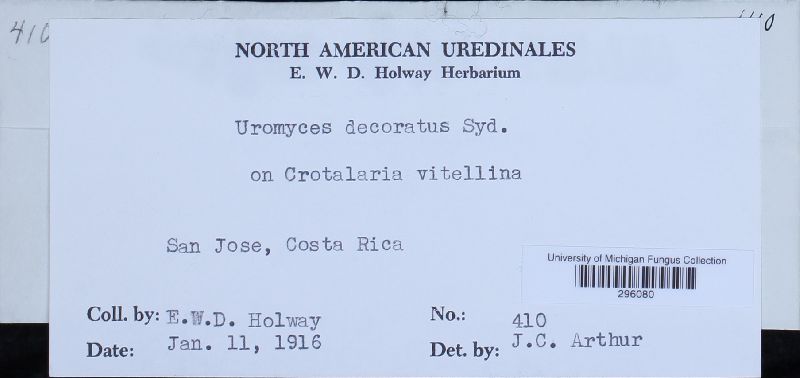 410
NORTH AMERICAN UREDINALES
E. W. D. Holway Herbarium
Uromyces decoratus Syd.
on Crotalaria vitellina
San Jose, Costa Rica
University of Michigan Fungus Collection
296080
Coll. by: E.W.D. Holway
No.: 410
Date: Jan. 11, 1916
Det. by: J.C. Arthur